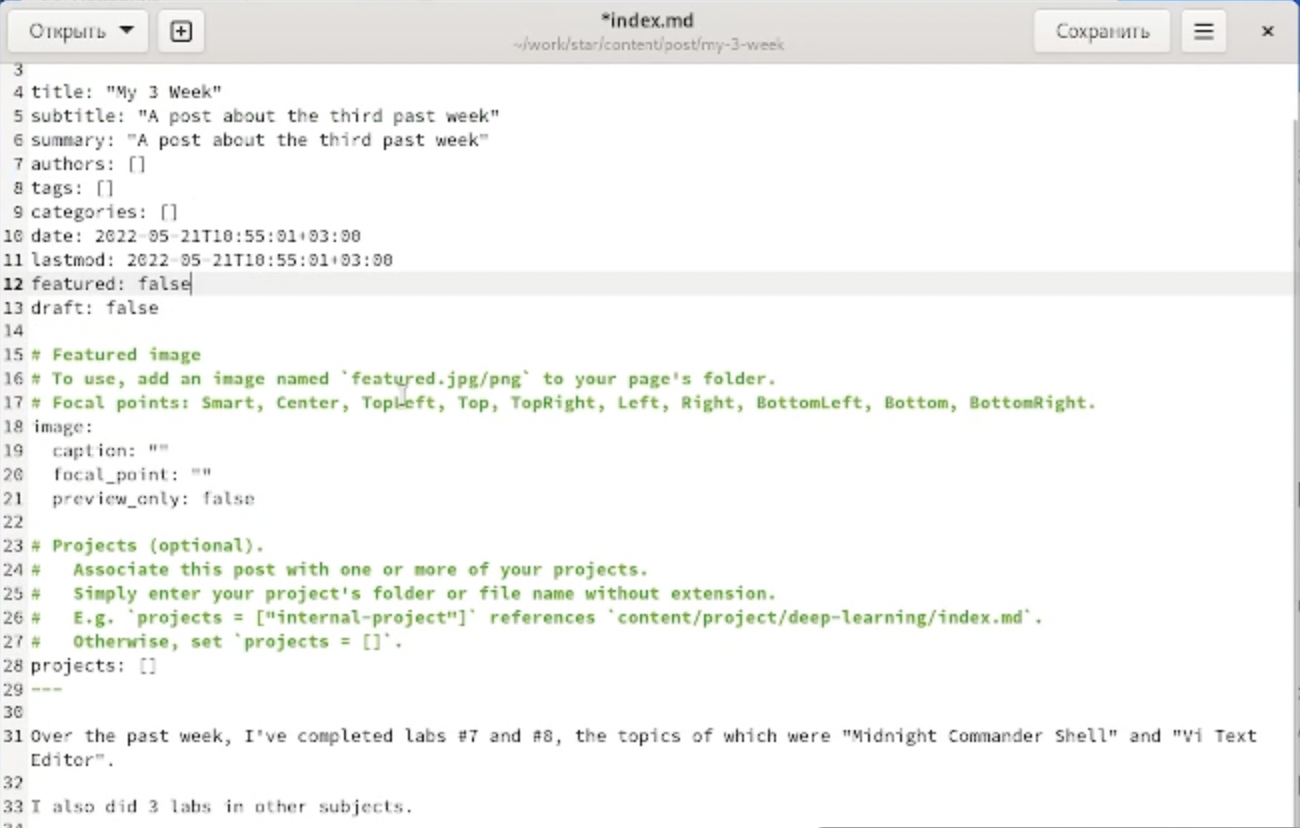 Открыть
*index.md
~/work/star/content/post/my-3-week
Сохранить
3
4 title: "My 3 Week"
5 subtitle: "A post about the third past week"
6 summary: "A post about the third past week"
7 authors: []
8 tags: []
9 categories: []
10 date: 2022-05-21T10:55:01+03:00
11 lastmod: 2022-05-21T10:55:01+03:00
12 featured: false
13 draft: false
14
15 # Featured image
16 # To use, add an image named `featured.jpg/png` to your page's folder.
17 # Focal points: Smart, Center, TopLeft, Top, TopRight, Left, Right, BottomLeft, Bottom, BottomRight.
18 image:
19   caption: ""
20   focal_point: ""
21   preview_only: false
22
23 # Projects (optional).
24 #   Associate this post with one or more of your projects.
25 #   Simply enter your project's folder or file name without extension.
26 #   E.g. `projects = ["internal-project"]` references `content/project/deep-learning/index.md`.
27 #   Otherwise, set `projects = []`.
28 projects: []
29 ---
30
31 Over the past week, I've completed labs #7 and #8, the topics of which were "Midnight Commander Shell" and "Vi Text
Editor".
32
33 I also did 3 labs in other subjects.